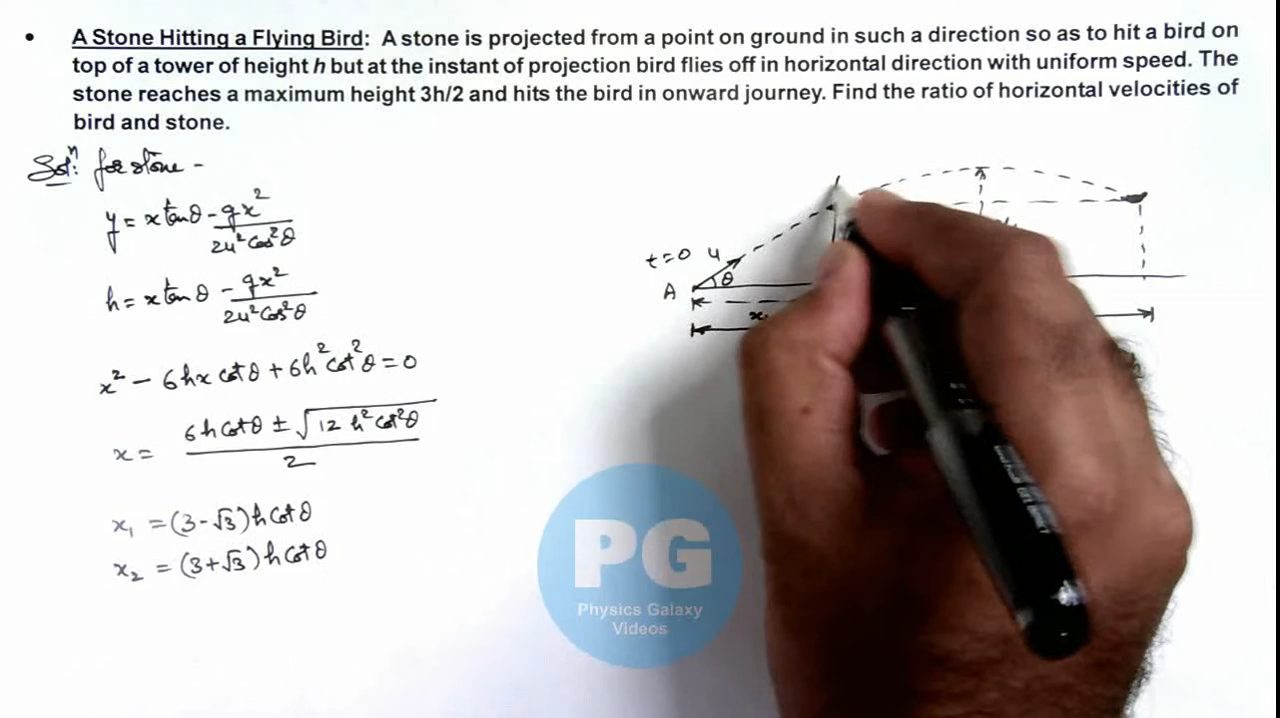 • A Stone Hitting a Flying Bird: A stone is projected from a point on ground in such a direction so as to hit a bird on
top of a tower of height h but at the instant of projection bird flies off in horizontal direction with uniform speed. The
stone reaches a maximum height 3h/2 and hits the bird in onward journey. Find the ratio of horizontal velocities of
bird and stone.
Solⁿ: for stone -
y = x tanθ - gx² / 2u²cos²θ
h = x tanθ - gx² / 2u²cos²θ
x² - 6hx cotθ + 6h²cot²θ = 0
x = 6h cotθ ± √12 h²cot²θ / 2
x₁ = (3-√3) h cotθ
x₂ = (3+√3) h cotθ
t=0 u
θ
A
PG
Physics Galaxy
Videos